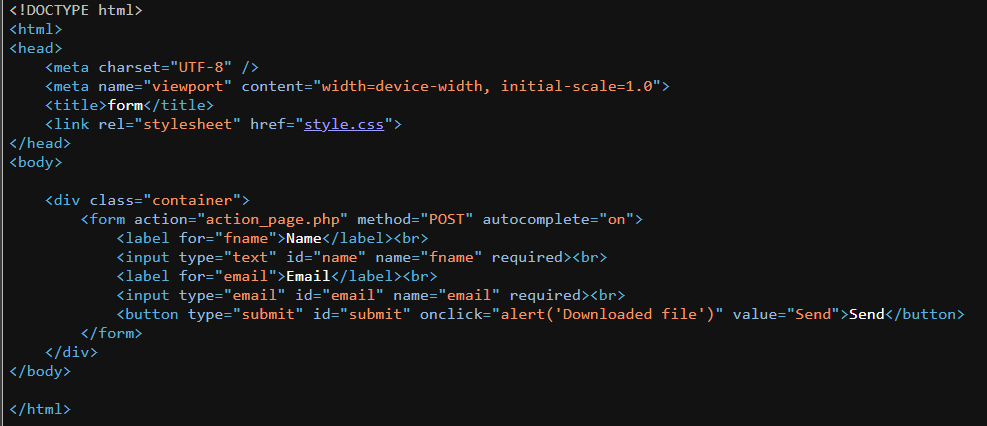 <!DOCTYPE html>
<html>
<head>
    <meta charset="UTF-8" />
    <meta name="viewport" content="width=device-width, initial-scale=1.0">
    <title>form</title>
    <link rel="stylesheet" href="style.css">
</head>
<body>

    <div class="container">
        <form action="action_page.php" method="POST" autocomplete="on">
            <label for="fname">Name</label><br>
            <input type="text" id="name" name="fname" required><br>
            <label for="email">Email</label><br>
            <input type="email" id="email" name="email" required><br>
            <button type="submit" id="submit" onclick="alert('Downloaded file')" value="Send">Send</button>
        </form>
    </div>
</body>

</html>